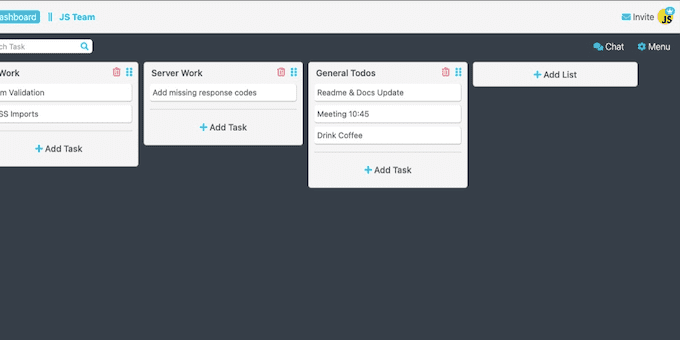 ashboard || JS Team Invite JS
ch Task Chat Menu
Work Server Work General Todos Add List
m Validation Add missing response codes Readme & Docs Update
SS Imports Meeting 10:45
Add Task Drink Coffee
Add Task
Add Task